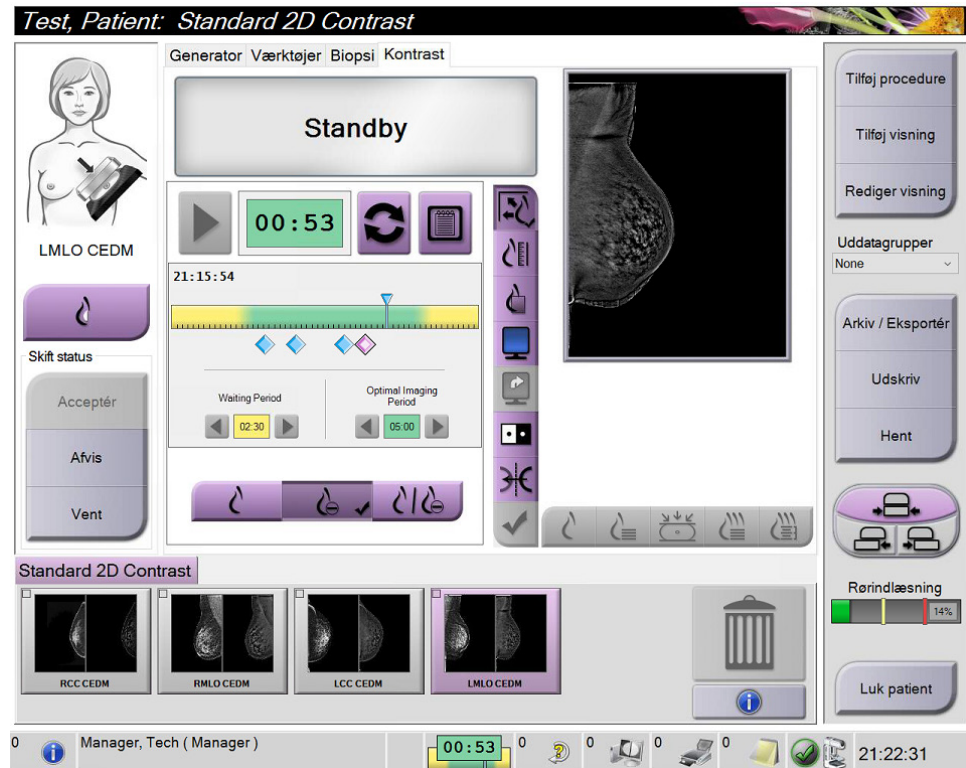 Test, Patient: Standard 2D Contrast
Generator Værktøjer Biopsi Kontrast
Standby
LMLO CEDM
00:53
21:15:54
Waiting Period
Optimal Imaging
Period
02:30
05:00
Skift status
Acceptér
Afvis
Vent
Tilføj procedure
Tilføj visning
Rediger visning
Uddatagrupper
None
Arkiv / Eksportér
Udskriv
Hent
Rørindlæsning
14%
Luk patient
Standard 2D Contrast
RCC CEDM
RMLO CEDM
LCC CEDM
LMLO CEDM
0
Manager, Tech ( Manager )
00:53
0
0
0
0
21:22:31